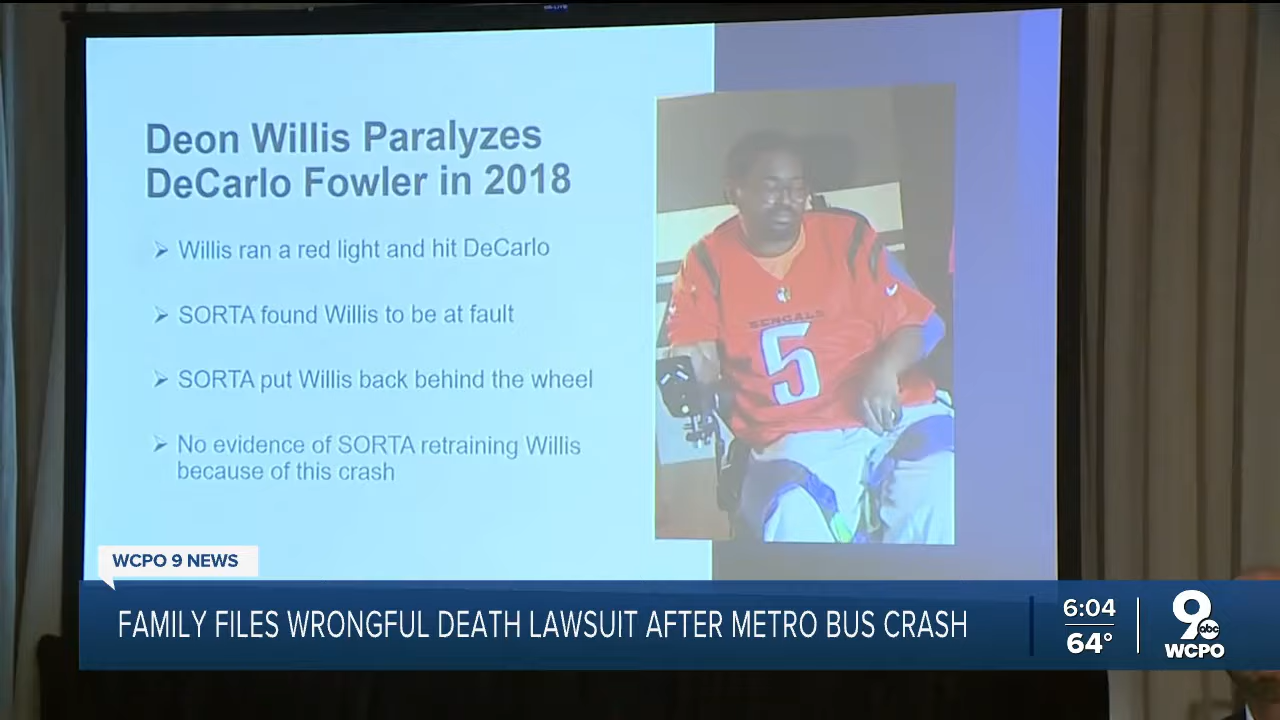 Deon Willis Paralyzes
DeCarlo Fowler in 2018
➢ Willis ran a red light and hit DeCarlo
➢ SORTA found Willis to be at fault
➢ SORTA put Willis back behind the wheel
➢ No evidence of SORTA retraining Willis
because of this crash
BENGALS
5
WCPO 9 NEWS
FAMILY FILES WRONGFUL DEATH LAWSUIT AFTER METRO BUS CRASH
6:04
64°
9
abc
WCPO